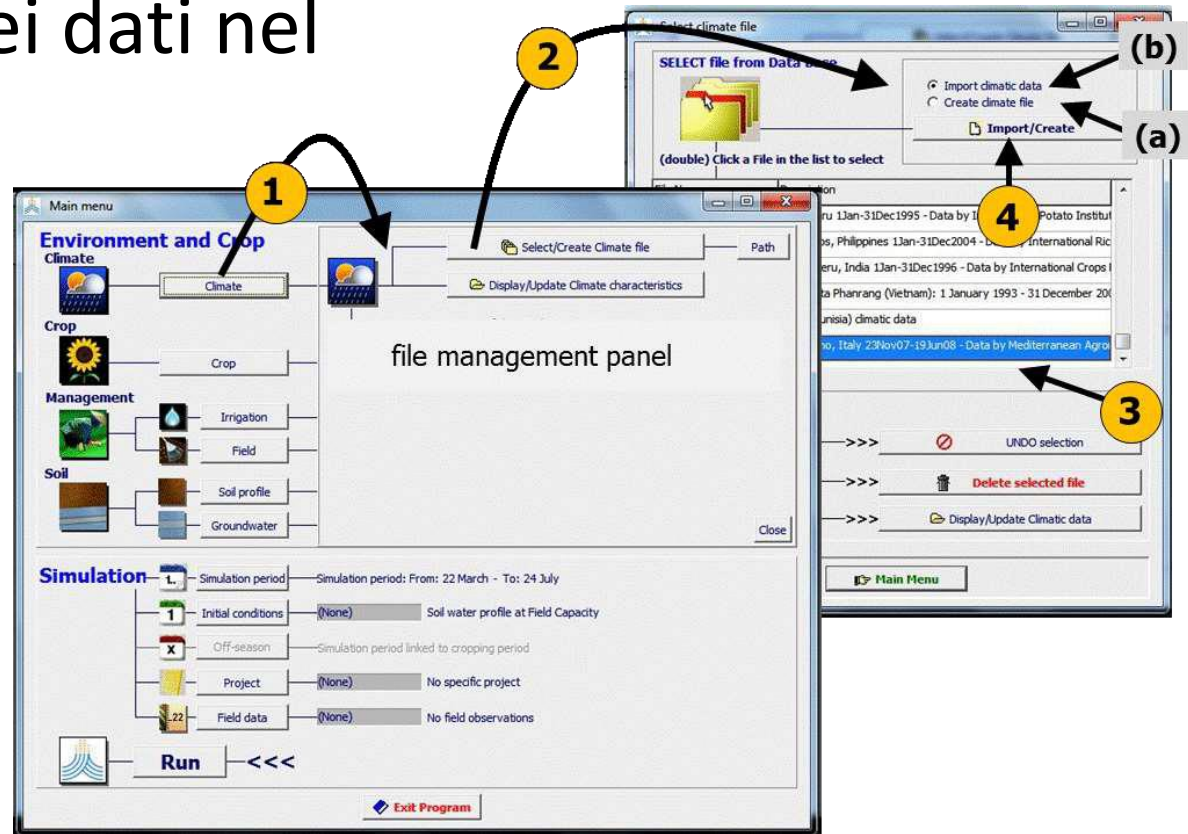 ei dati nel
Select climate file
SELECT file from Data Base
Import climatic data
Create climate file
Import/Create
(double) Click a File in the list to select
(b)
(a)
2
4
3
1
ru 1Jan-31Dec1995 - Data by Potato Institut
os, Philippines 1Jan-31Dec2004 - International Ric
eru, India 1Jan-31Dec1996 - Data by International Crops
ta Phanrang (Vietnam): 1 January 1993 - 31 December 20
unisia) climatic data
no, Italy 23Nov07-19Jun08 - Data by Mediterranean Agro
>>> UNDO selection
>>> Delete selected file
>>> Display/Update Climatic data
Main Menu
Main menu
Environment and Crop
Climate
Climate
Select/Create Climate file
Path
Display/Update Climate characteristics
file management panel
Crop
Crop
Management
Irrigation
Field
Soil
Soil profile
Groundwater
Close
Simulation
1..
Simulation period
Simulation period: From: 22 March - To: 24 July
1
Initial conditions
(None)
Soil water profile at Field Capacity
X
Off-season
Simulation period linked to cropping period
Project
(None)
No specific project
..22
Field data
(None)
No field observations
Run <<<
Exit Program